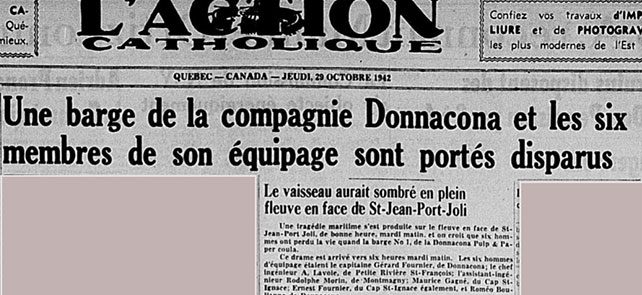 CA-
Qué-
mieux.
L'ACTION
CATHOLIQUE
Confiez vos travaux d'IMP
LIURE et de PHOTOGRAV
les plus modernes de l'Est
QUEBEC — CANADA — JEUDI, 29 OCTOBRE 1942
Une barge de la compagnie Donnacona et les six
membres de son équipage sont portés disparus
Le vaisseau aurait sombré en plein
fleuve en face de St-Jean-Port-Joli
Une tragédie maritime s'est produite sur le fleuve en face de St-
Jean-Port Joli, de bonne heure, mardi matin, et on croit que six hom-
mes ont perdu la vie quand la barge No 1, de la Donnacona Pulp & Pa-
per coula.
Ce drame est arrivé vers six heures mardi matin. Les six hommes
d'équipage étaient le capitaine Gérard Fournier, de Donnacona; le chef
ingénieur A. Lavoie, de Petite Rivière St-François; l'assistant-ingé-
nieur Rodolphe Morin, de Montmagny; Maurice Gagné, du Cap St-
Ignace; Ernest Fournier, du Cap St-Ignace également, et Roméo Bou-